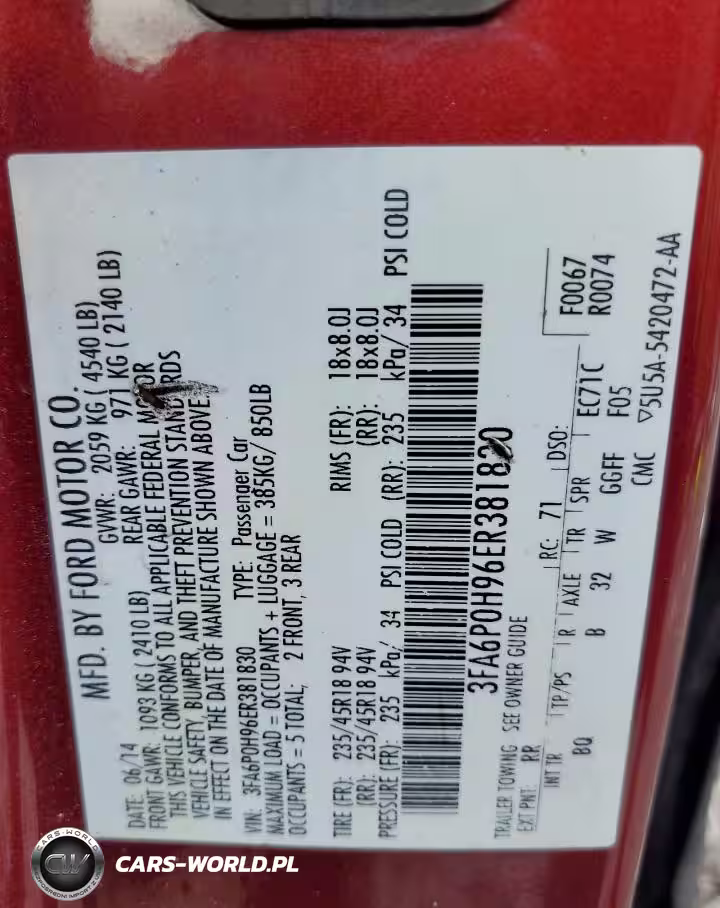 MFD. BY FORD MOTOR CO.
DATE: 06/14 GVWR: 2059 KG ( 4540 LB)
FRONT GAWR: 1093 KG ( 2410 LB) REAR GAWR: 971 KG ( 2140 LB)
THIS VEHICLE CONFORMS TO ALL APPLICABLE FEDERAL MOTOR
VEHICLE SAFETY, BUMPER, AND THEFT PREVENTION STANDARDS
IN EFFECT ON THE DATE OF MANUFACTURE SHOWN ABOVE.
VIN: 3FA6P0H96ER381830 TYPE: Passenger Car
MAXIMUM LOAD = OCCUPANTS + LUGGAGE = 385KG/ 850LB
OCCUPANTS = 5 TOTAL; 2 FRONT, 3 REAR
TIRE (FR): 235/45R18 94V RIMS (FR): 18x8.0J
(RR): 235/45R18 94V (RR): 18x8.0J
PRESSURE (FR): 235 kPa/ 34 PSI COLD (RR): 235 kPa/ 34 PSI COLD
3FA6P0H96ER381830
TRAILER TOWING SEE OWNER GUIDE
EXT PNT: RR RC: 71 DSO: F0067
R0074
INT TR TP/PS R AXLE TR SPR EC71C
BQ B 32 W GGFF F05
CMC ▽5U5A-5420472-AA
CARS-WORLD
CW
CARS-WORLD.PL